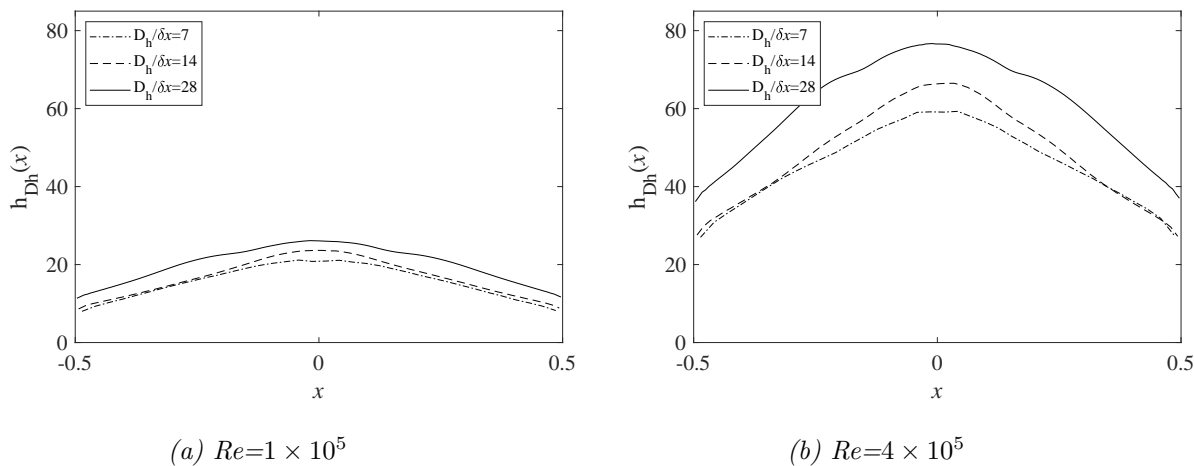 80
60
40
20
0
-0.5
0
0.5
x
h_Dh(x)
D_h/δx=7
D_h/δx=14
D_h/δx=28
(a) Re=1 × 10^5
80
60
40
20
0
-0.5
0
0.5
x
h_Dh(x)
D_h/δx=7
D_h/δx=14
D_h/δx=28
(b) Re=4 × 10^5